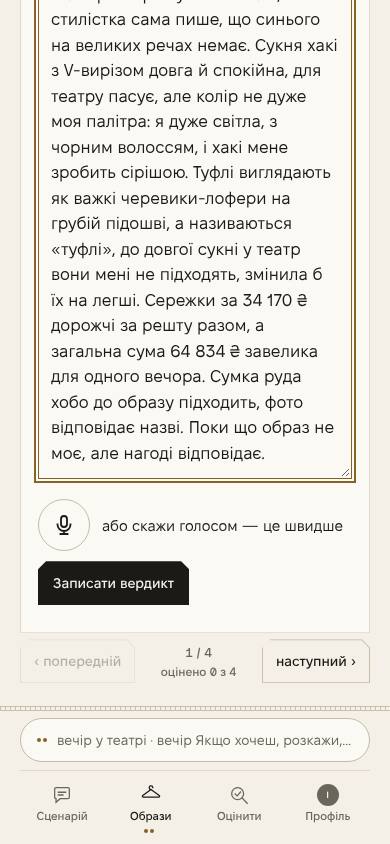 стилістка сама пише, що синього
на великих речах немає. Сукня хакі
з V-вирізом довга й спокійна, для
театру пасує, але колір не дуже
моя палітра: я дуже світла, з
чорним волоссям, і хакі мене
зробить сірішою. Туфлі виглядають
як важкі черевики-лофери на
грубій підошві, а називаються
«туфлі», до довгої сукні у театр
вони мені не підходять, змінила б
їх на легші. Сережки за 34 170 ₴
дорожчі за решту разом, а
загальна сума 64 834 ₴ завелика
для одного вечора. Сумка руда
хобо до образу підходить, фото
відповідає назві. Поки що образ не
моє, але нагоді відповідає.
або скажи голосом — це швидше
Записати вердикт
‹ попередній
1 / 4
оцінено 0 з 4
наступний ›
вечір у театрі · вечір Якщо хочеш, розкажи,...
Сценарій
Образи
Оцінити
І
Профіль